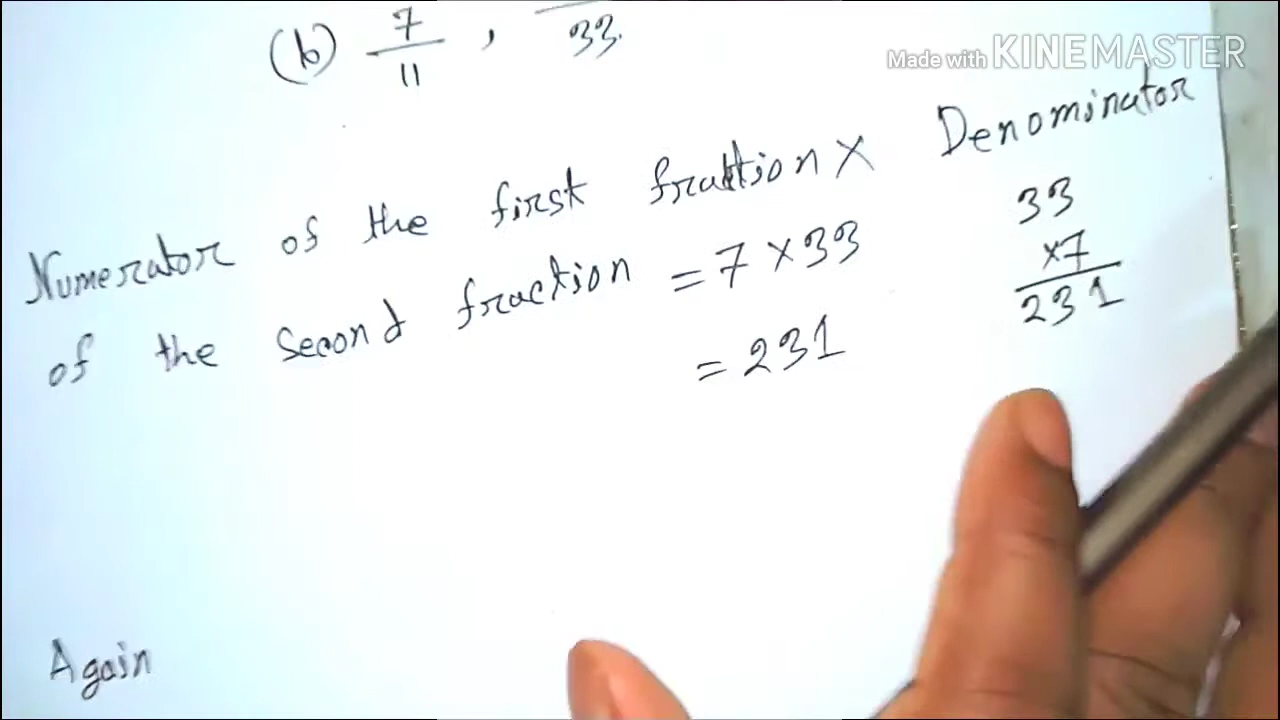 (b) 7/11 , /33.
Made with KINEMASTER
Numerator of the first fraction × Denominator
of the second fraction = 7 × 33
= 231
33
×7
231
Again